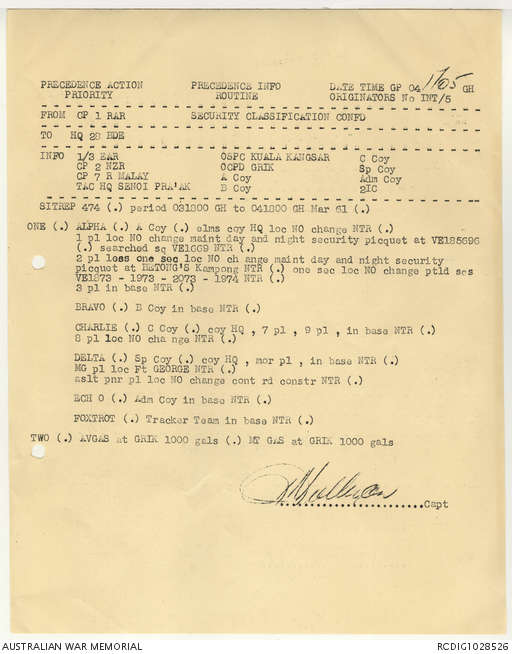 PRECEDENCE ACTION PRECEDENCE INFO DATE TIME GP 04 1705 GH
PRIORITY ROUTINE ORIGINATORS No INT/5
FROM CP 1 RAR SECURITY CLASSIFICATION CONFD
TO HQ 28 BDE
INFO 1/3 EAR OSPC KUALA KANGSAR C Coy
CP 2 NZR OCPD GRIK Sp Coy
CP 7 R MALAY A Coy Adm Coy
TAC HQ SENOI PRA'AK B Coy 2IC
SITREP 474 (.) period 031800 GH to 041800 GH Mar 61 (.)
ONE (.) ALPHA (.) A Coy (.) elms coy HQ loc NO change NTR (.)
1 pl loc NO change maint day and night security picquet at VE185696
(.) searched sq VE1669 NTR (.)
2 pl less one sec loc NO ch ange maint day and night security
picquet at BETONG'S Kampong NTR (.) one sec loc NO change ptld sqs
VE1873 - 1973 - 2073 - 1974 NTR (.)
3 pl in base NTR (.)
BRAVO (.) B Coy in base NTR (.)
CHARLIE (.) C Coy (.) coy HQ , 7 pl , 9 pl , in base NTR (.)
8 pl loc NO cha nge NTR (.)
DELTA (.) Sp Coy (.) coy HQ , mor pl , in base NTR (.)
MG pl loc Ft GEORGE NTR (.)
aslt pnr pl loc NO change cont rd constr NTR (.)
ECH O (.) Adm Coy in base NTR (.)
FOXTROT (.) Tracker Team in base NTR (.)
TWO (.) AVGAS at GRIK 1000 gals (.) MT GAS at GRIK 1000 gals
Capt
AUSTRALIAN WAR MEMORIAL RCDIG1028526